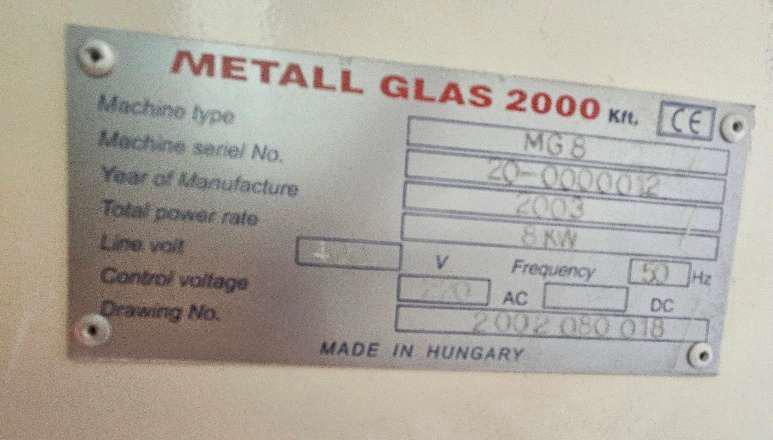 METALL GLAS 2000 Kft. CE
Machine type MG 8
Machine seriel No. 20-0000012
Year of Manufacture 2003
Total power rate 8 KW
Line volt V Frequency 50 Hz
Control voltage 220 AC DC
Drawing No. 2002 080 018
MADE IN HUNGARY